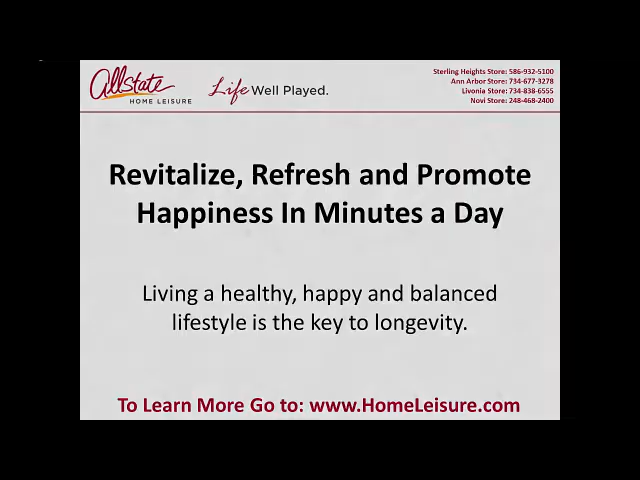 Allstate
HOME LEISURE
Life Well Played.
Sterling Heights Store: 586-932-5100
Ann Arbor Store: 734-677-3278
Livonia Store: 734-838-6555
Novi Store: 248-468-2400
Revitalize, Refresh and Promote
Happiness In Minutes a Day
Living a healthy, happy and balanced
lifestyle is the key to longevity.
To Learn More Go to: www.HomeLeisure.com